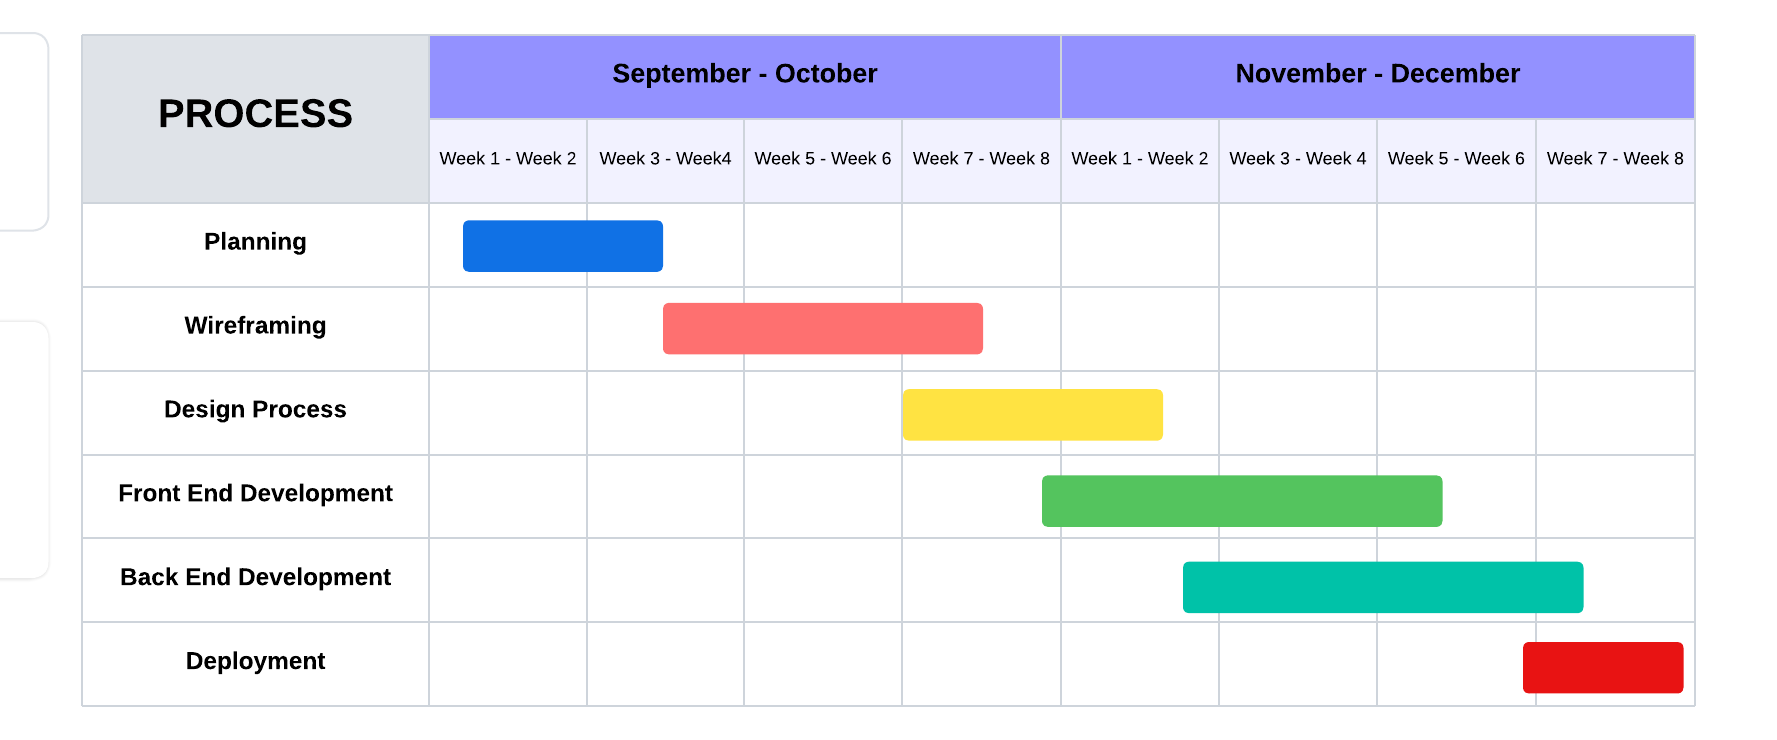 PROCESS
September - October
November - December
Week 1 - Week 2
Week 3 - Week4
Week 5 - Week 6
Week 7 - Week 8
Week 1 - Week 2
Week 3 - Week 4
Week 5 - Week 6
Week 7 - Week 8
Planning
Wireframing
Design Process
Front End Development
Back End Development
Deployment